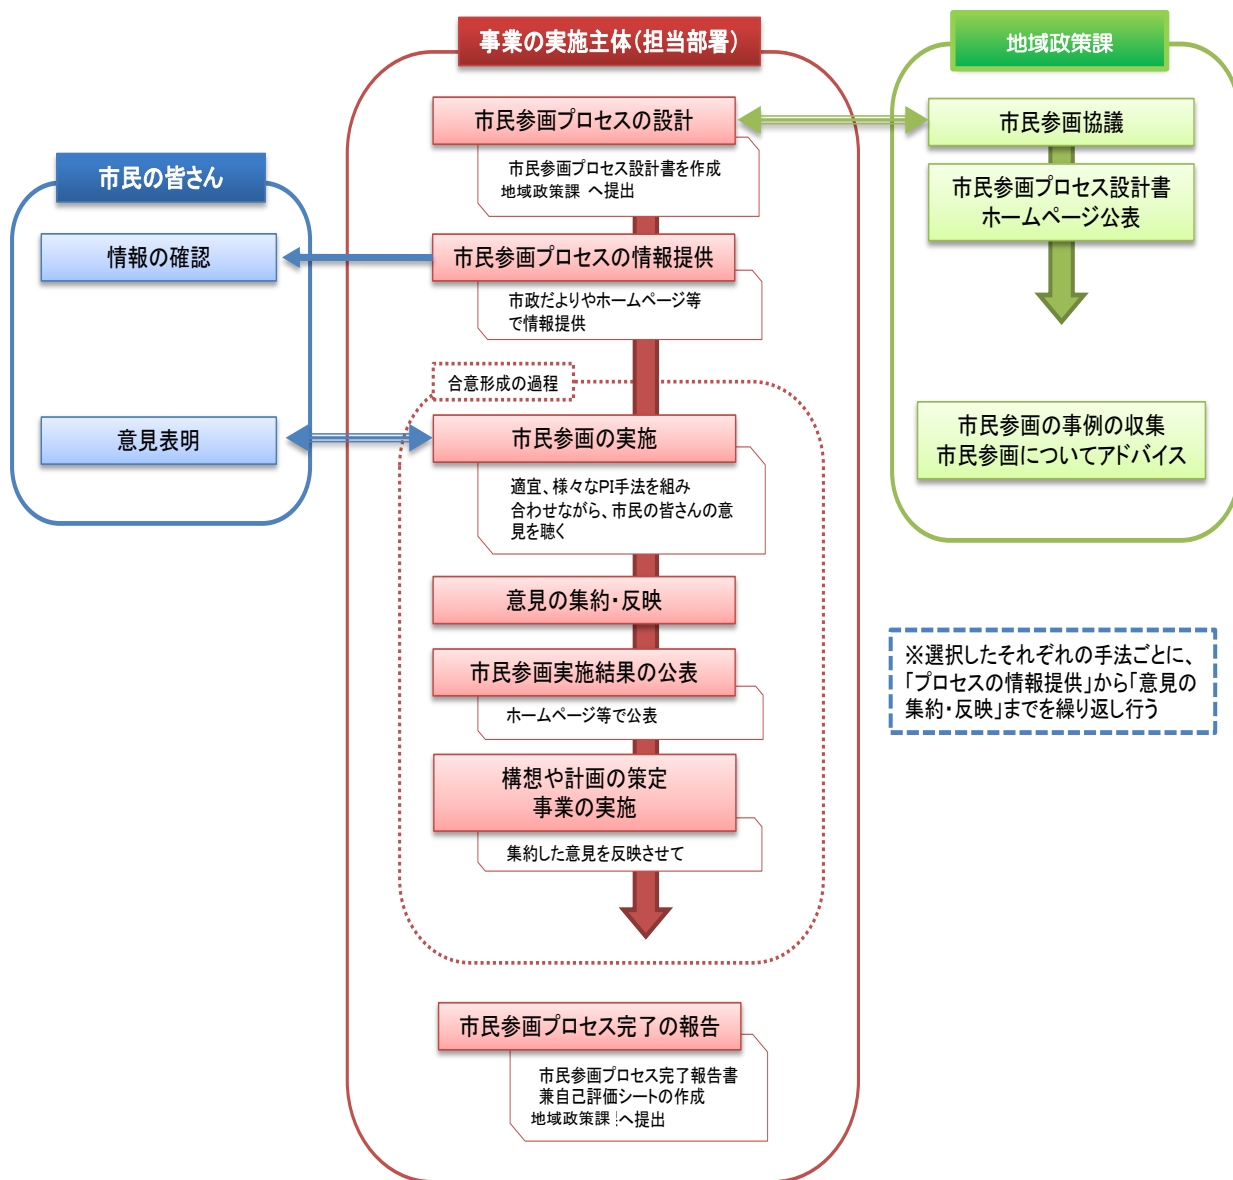 事業の実施主体(担当部署)
地域政策課
市民の皆さん
市民参画プロセスの設計
市民参画プロセス設計書を作成
地域政策課 へ提出
市民参画協議
市民参画プロセス設計書
ホームページ公表
情報の確認
市民参画プロセスの情報提供
市政だよりやホームページ等
で情報提供
合意形成の過程
意見表明
市民参画の実施
適宜、様々なPI手法を組み
合わせながら、市民の皆さんの意
見を聴く
市民参画の事例の収集
市民参画についてアドバイス
意見の集約・反映
市民参画実施結果の公表
ホームページ等で公表
構想や計画の策定
事業の実施
集約した意見を反映させて
※選択したそれぞれの手法ごとに、
「プロセスの情報提供」から「意見の
集約・反映」までを繰り返し行う
市民参画プロセス完了の報告
市民参画プロセス完了報告書
兼自己評価シートの作成
地域政策課 へ提出